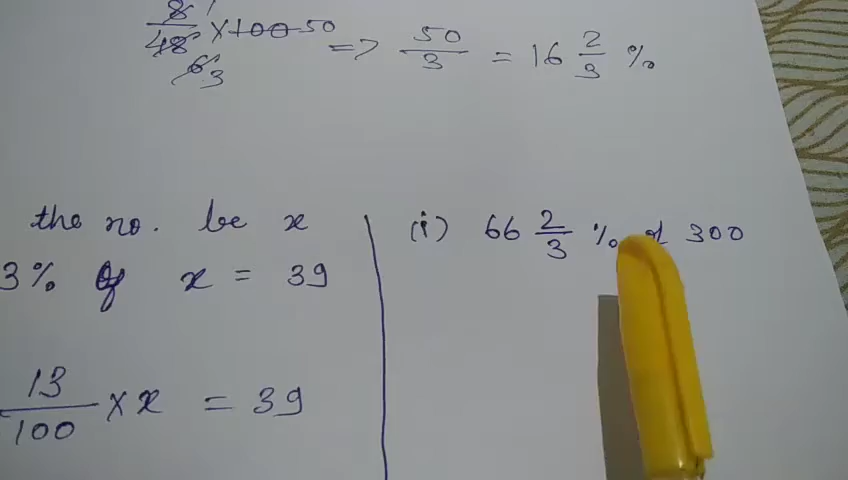 8/48 × 100 50 => 50/3 = 16 2/3 %
6 3
the no. be x
3% of x = 39
13/100 × x = 39
(i) 66 2/3 % of 300